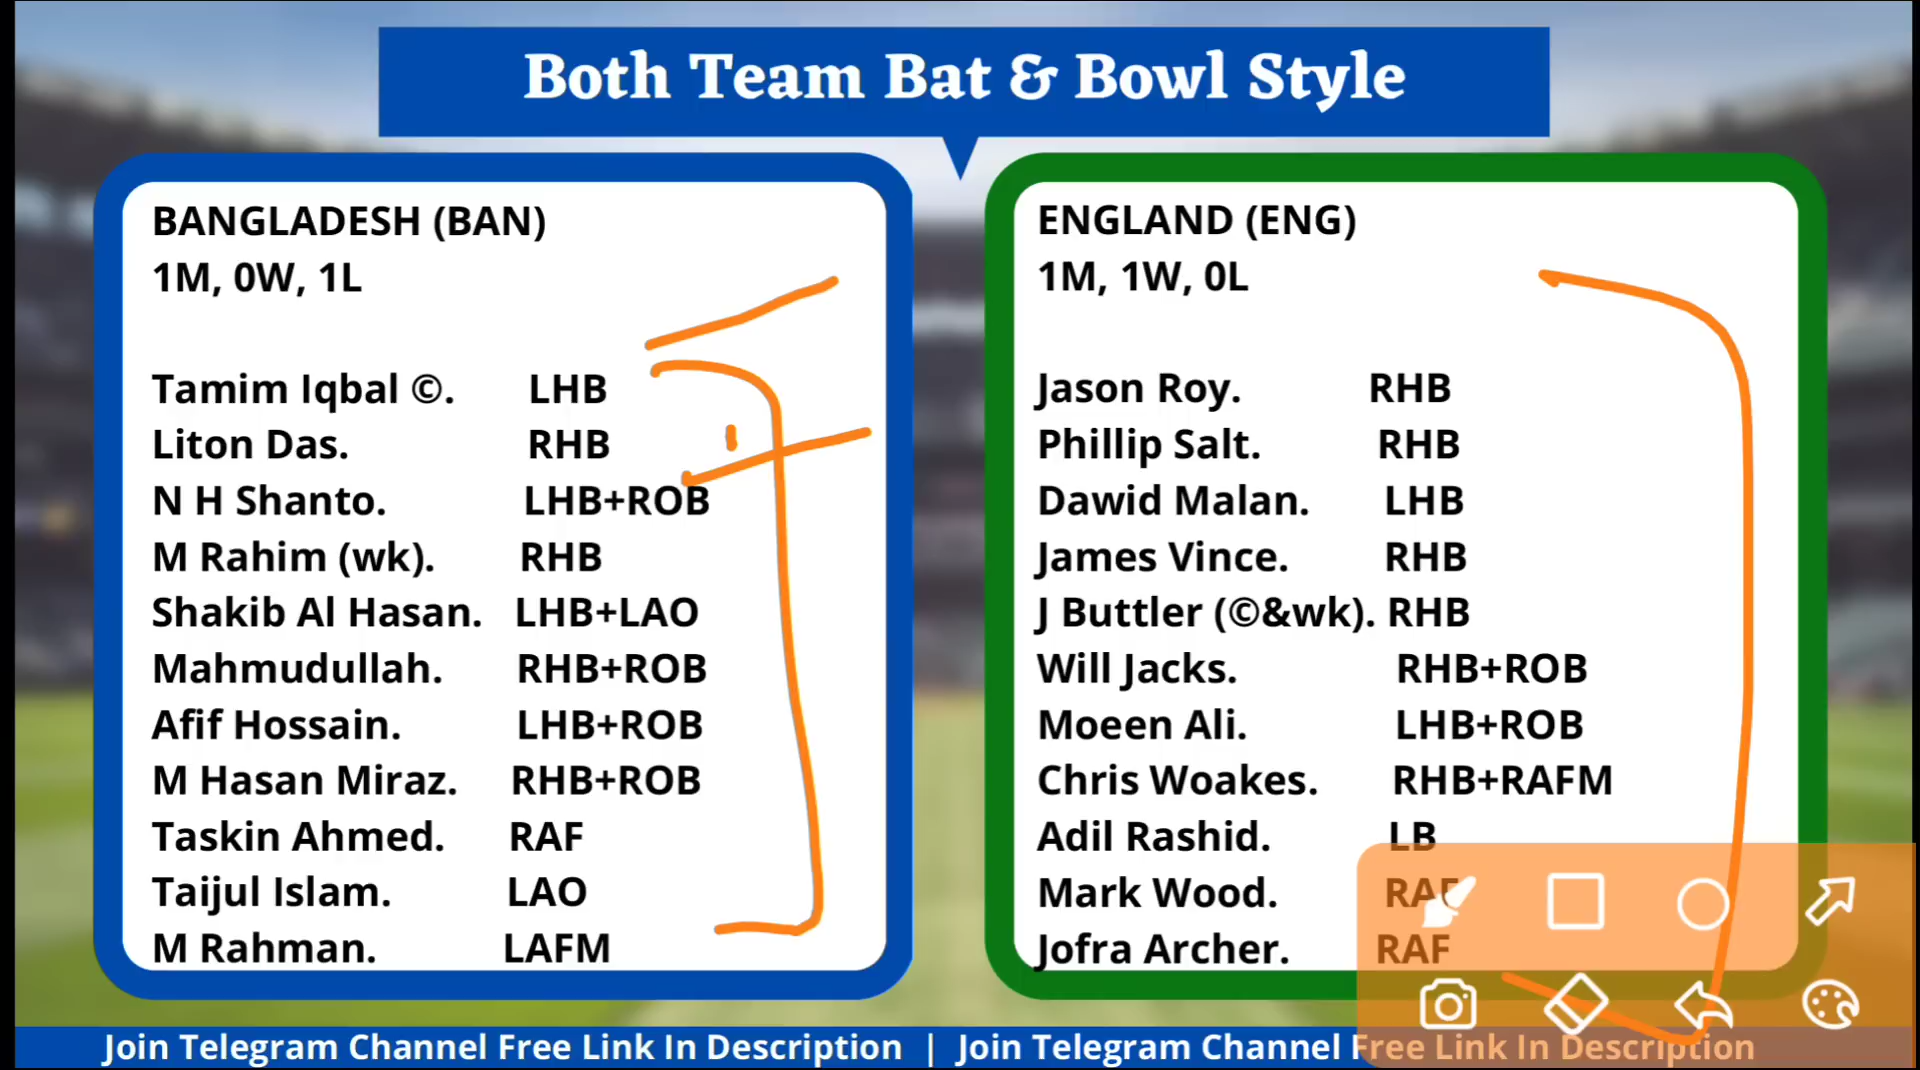 Both Team Bat & Bowl Style
BANGLADESH (BAN)
1M, 0W, 1L
Tamim Iqbal ©. LHB
Liton Das. RHB
N H Shanto. LHB+ROB
M Rahim (wk). RHB
Shakib Al Hasan. LHB+LAO
Mahmudullah. RHB+ROB
Afif Hossain. LHB+ROB
M Hasan Miraz. RHB+ROB
Taskin Ahmed. RAF
Taijul Islam. LAO
M Rahman. LAFM
ENGLAND (ENG)
1M, 1W, 0L
Jason Roy. RHB
Phillip Salt. RHB
Dawid Malan. LHB
James Vince. RHB
J Buttler (©&wk). RHB
Will Jacks. RHB+ROB
Moeen Ali. LHB+ROB
Chris Woakes. RHB+RAFM
Adil Rashid. LB
Mark Wood. RAF
Jofra Archer. RAF
Join Telegram Channel Free Link In Description | Join Telegram Channel Free Link In Description